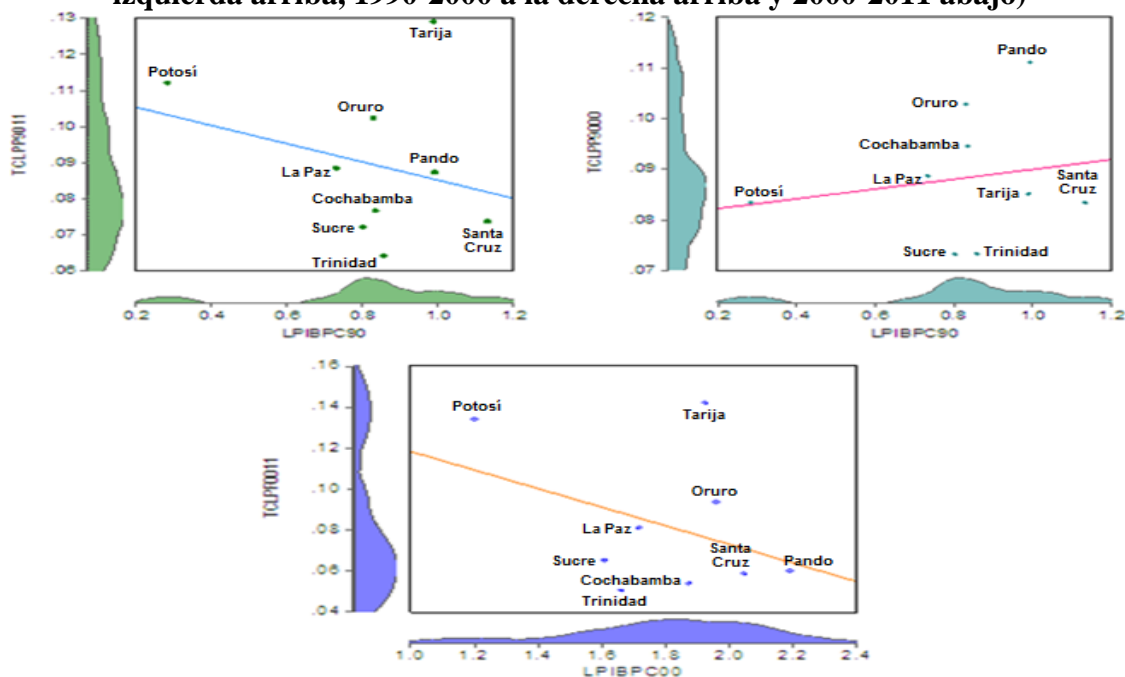 izquierda arriba, 1990-2000 a la derecha arriba y 2000-2011 abajo)
.13
.12
.11
.10
.09
.08
.07
.06
TCLPP9011
Tarija
Potosí
Oruro
La Paz
Pando
Cochabamba
Sucre
Santa
Cruz
Trinidad
0.2 0.4 0.6 0.8 1.0 1.2
LPIBPC90
.12
.11
.10
.09
.08
.07
TCLPP9000
Pando
Oruro
Cochabamba
La Paz
Santa
Cruz
Potosí
Tarija
Sucre
Trinidad
0.2 0.4 0.6 0.8 1.0 1.2
LPIBPC90
.16
.14
.12
.10
.08
.06
.04
Potosí
Tarija
Oruro
La Paz
Santa
Cruz
Sucre
Pando
Cochabamba
Trinidad
1.0 1.2 1.4 1.6 1.8 2.0 2.2 2.4
LPIBPC00